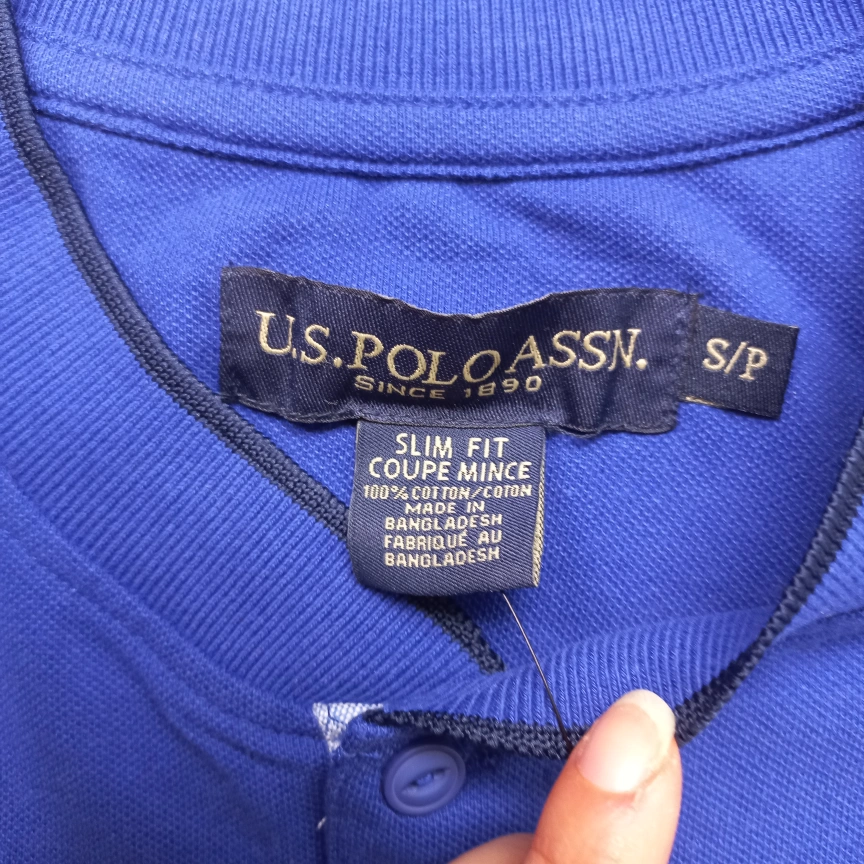 U.S. POLO ASSN.
SINCE 1890
S/P
SLIM FIT
COUPE MINCE
100% COTTON/COTON
MADE IN
BANGLADESH
FABRIQUÉ AU
BANGLADESH